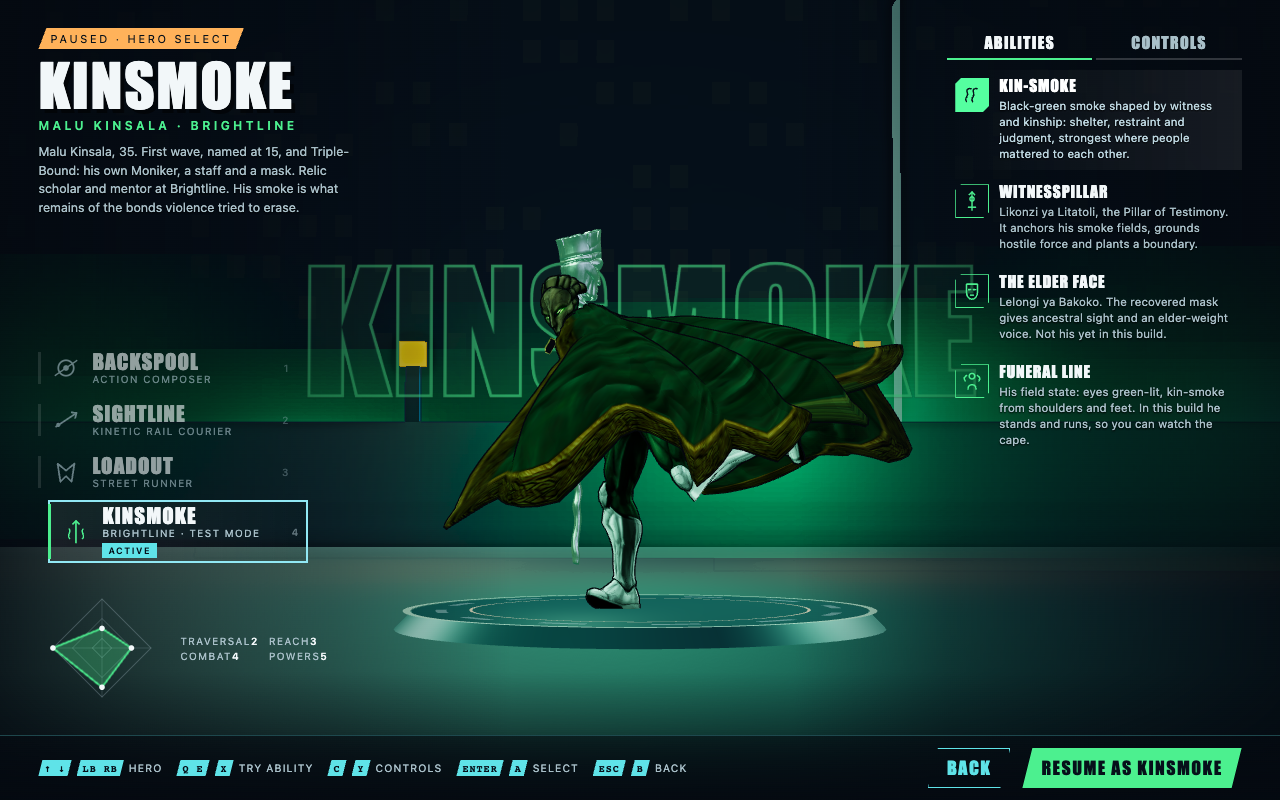 PAUSED · HERO SELECT
KINSMOKE
MALU KINSALA · BRIGHTLINE
Malu Kinsala, 35. First wave, named at 15, and Triple-
Bound: his own Moniker, a staff and a mask. Relic
scholar and mentor at Brightline. His smoke is what
remains of the bonds violence tried to erase.
KINSMOKE
BACKSPOOL 1
ACTION COMPOSER
SIGHTLINE 2
KINETIC RAIL COURIER
LOADOUT 3
STREET RUNNER
KINSMOKE
BRIGHTLINE · TEST MODE 4
ACTIVE
TRAVERSAL2 REACH3
COMBAT4 POWERS5
ABILITIES CONTROLS
KIN-SMOKE
Black-green smoke shaped by witness
and kinship: shelter, restraint and
judgment, strongest where people
mattered to each other.
WITNESSPILLAR
Likonzi ya Litatoli, the Pillar of Testimony.
It anchors his smoke fields, grounds
hostile force and plants a boundary.
THE ELDER FACE
Lelongi ya Bakoko. The recovered mask
gives ancestral sight and an elder-weight
voice. Not his yet in this build.
FUNERAL LINE
His field state: eyes green-lit, kin-smoke
from shoulders and feet. In this build he
stands and runs, so you can watch the
cape.
↑ ↓ LB RB HERO Q E X TRY ABILITY C Y CONTROLS ENTER A SELECT ESC B BACK
BACK
RESUME AS KINSMOKE